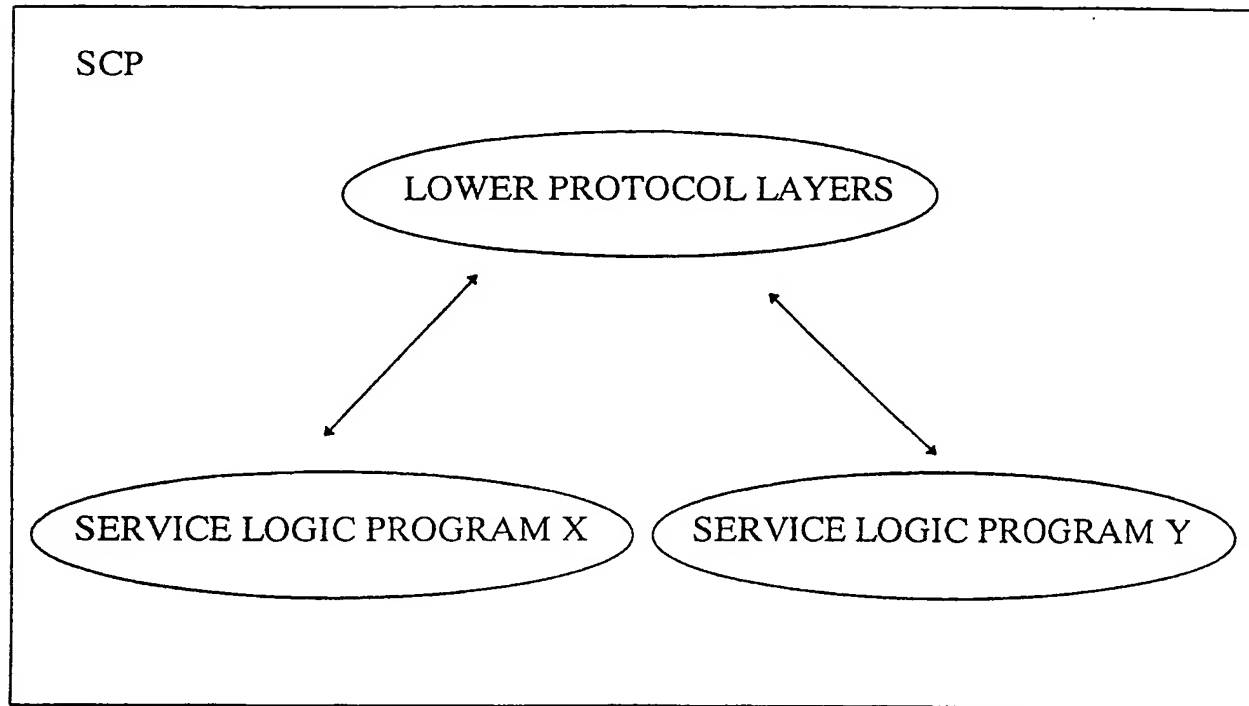 SCP
LOWER PROTOCOL LAYERS
SERVICE LOGIC PROGRAM X
SERVICE LOGIC PROGRAM Y